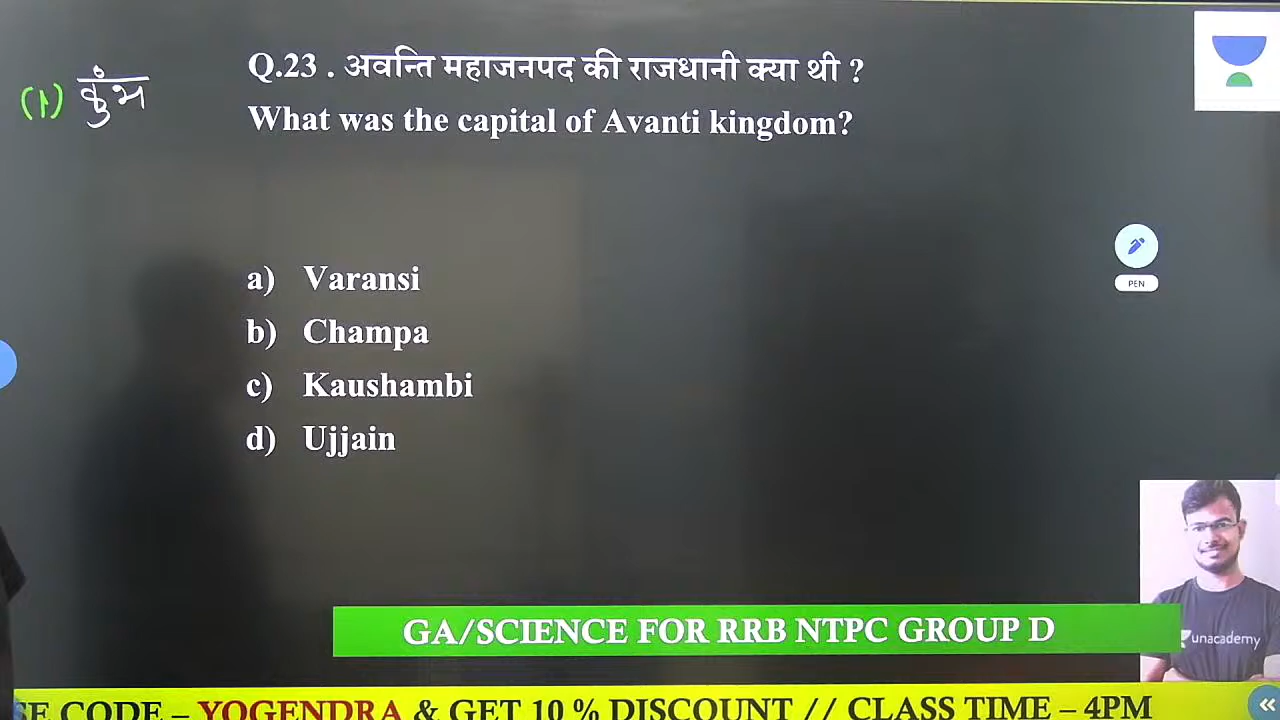 (1) कुंभ
Q.23 . अवन्ति महाजनपद की राजधानी क्या थी ?
What was the capital of Avanti kingdom?
a) Varansi
b) Champa
c) Kaushambi
d) Ujjain
PEN
unacademy
GA/SCIENCE FOR RRB NTPC GROUP D
SE CODE – YOGENDRA & GET 10 % DISCOUNT // CLASS TIME – 4PM